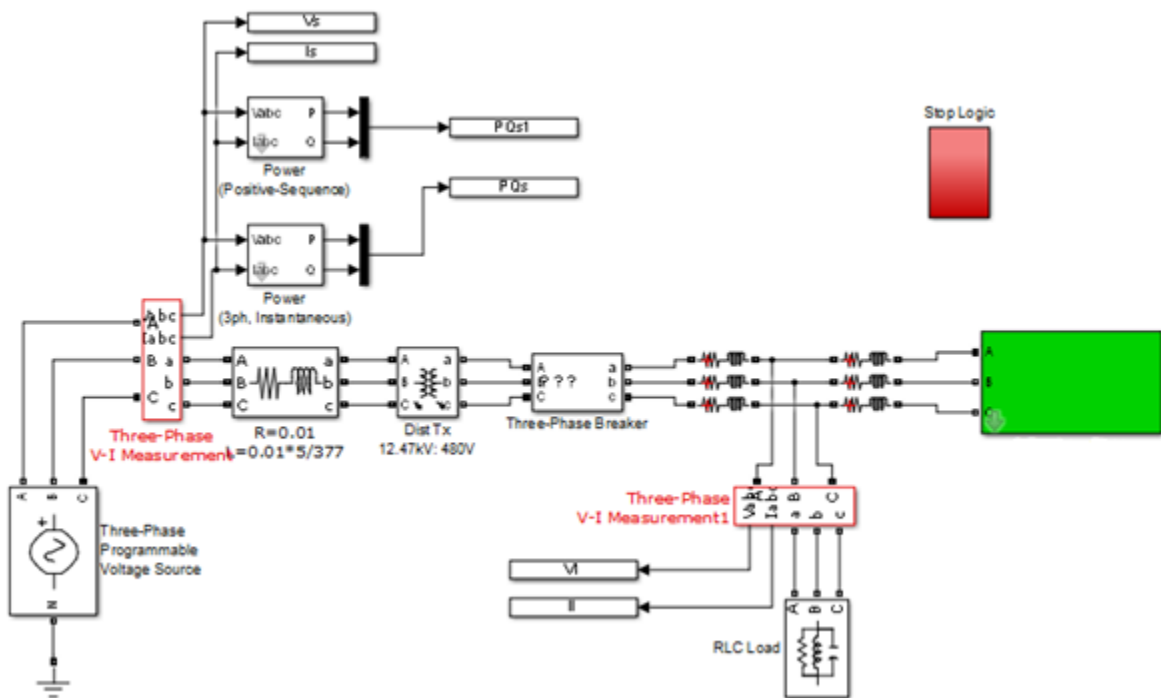 Vs
Is
Vabc P
Iabc Q
Power
(Positive-Sequence)
PQs1
PQs
Vabc P
Iabc Q
Power
(3ph, Instantaneous)
Stop Logic
A
B
C
abc
Iabc
a
b
c
Three-Phase
V-I Measurement
A a
B b
C c
R=0.01
L=0.01*5/377
A a
B b
C c
Dist Tx
12.47kV: 480V
A a
B b
C c
P ? ?
Three-Phase Breaker
A
B
C
Three-Phase
V-I Measurement1
Vabc
Iabc
A B C
a b c
A B C
+
N
Three-Phase
Programmable
Voltage Source
Vl
Il
A B C
RLC Load